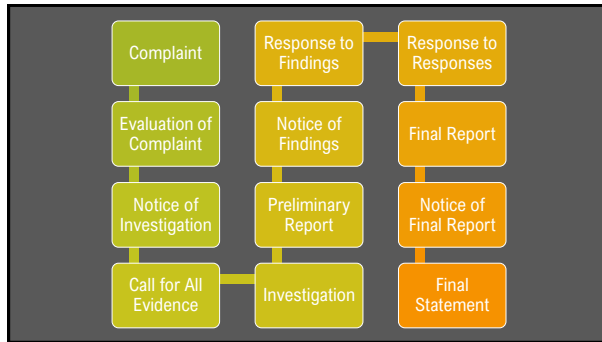 Complaint
Evaluation of
Complaint
Notice of
Investigation
Call for All
Evidence
Investigation
Preliminary
Report
Notice of
Findings
Response to
Findings
Response to
Responses
Final Report
Notice of
Final Report
Final
Statement